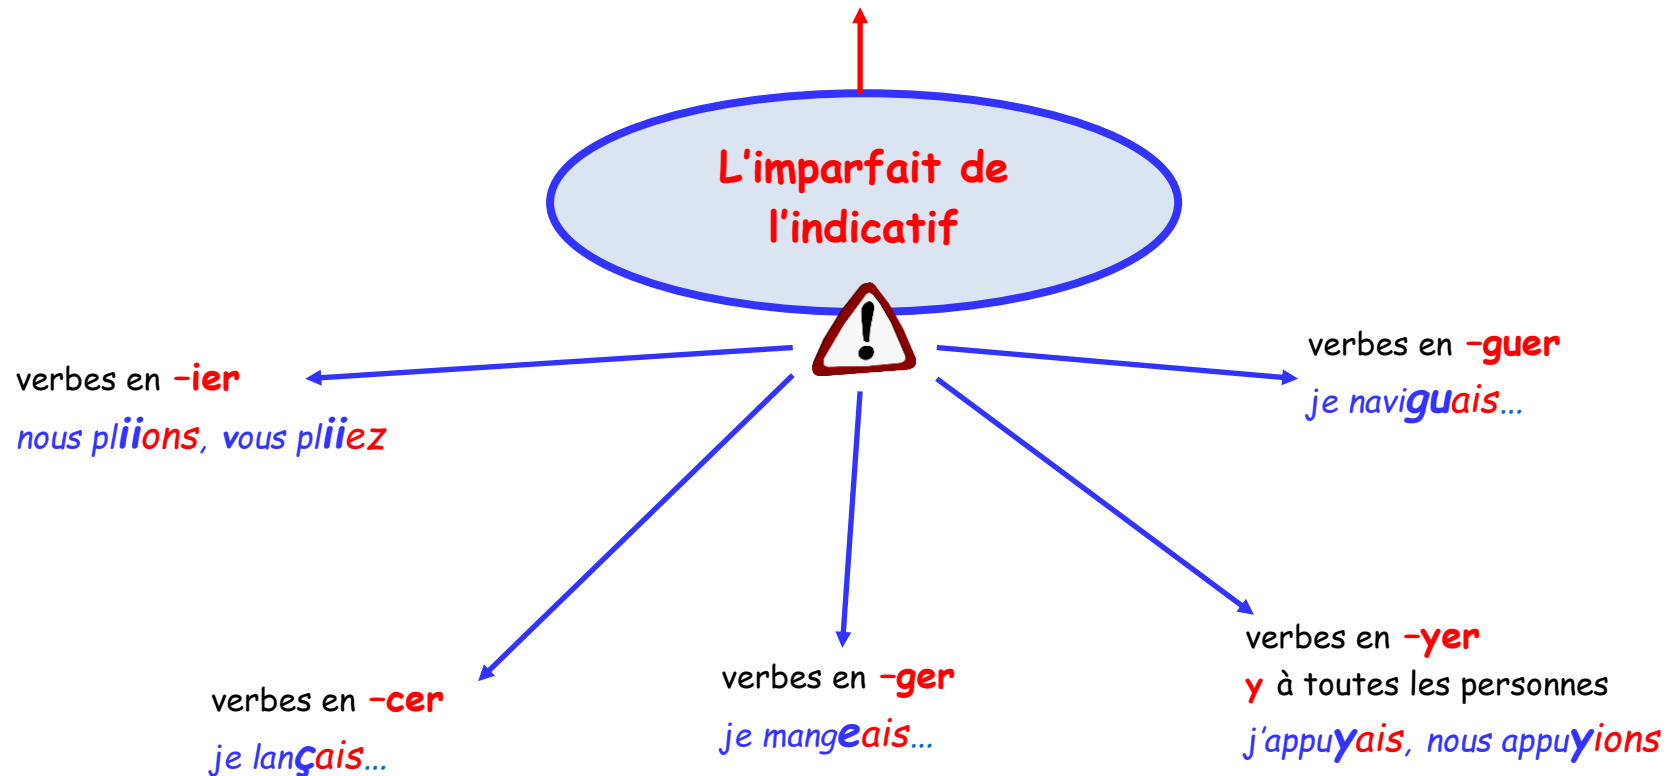 L'imparfait de
l'indicatif
verbes en -ier
nous pliiions, vous pliiez
verbes en -cer
je lançais...
verbes en -ger
je mangeais...
verbes en -yer
y à toutes les personnes
j'appuyais, nous appuyions
verbes en -guer
je naviguais...